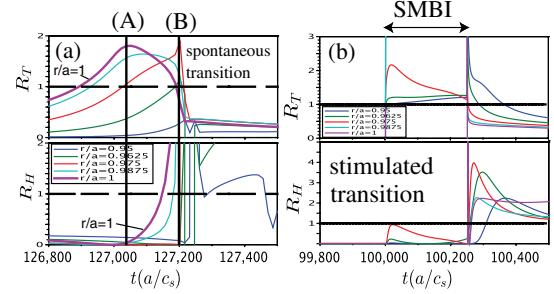 SMBI
(A) (B)
(a)
r/a=1
spontaneous
transition
R_T
2
1
0
(b)
R_T
3
2
1
0
r/a=0.95
r/a=0.9625
r/a=0.975
r/a=0.9875
r/a=1
R_H
2
1
0
r/a=0.95
r/a=0.9625
r/a=0.975
r/a=0.9875
r/a=1
r/a=1
126,800 127,000 127,200 127,400
t(a/c_s)
R_H
5
4
3
2
1
0
stimulated
transition
99,800 100,000 100,200 100,400
t(a/c_s)